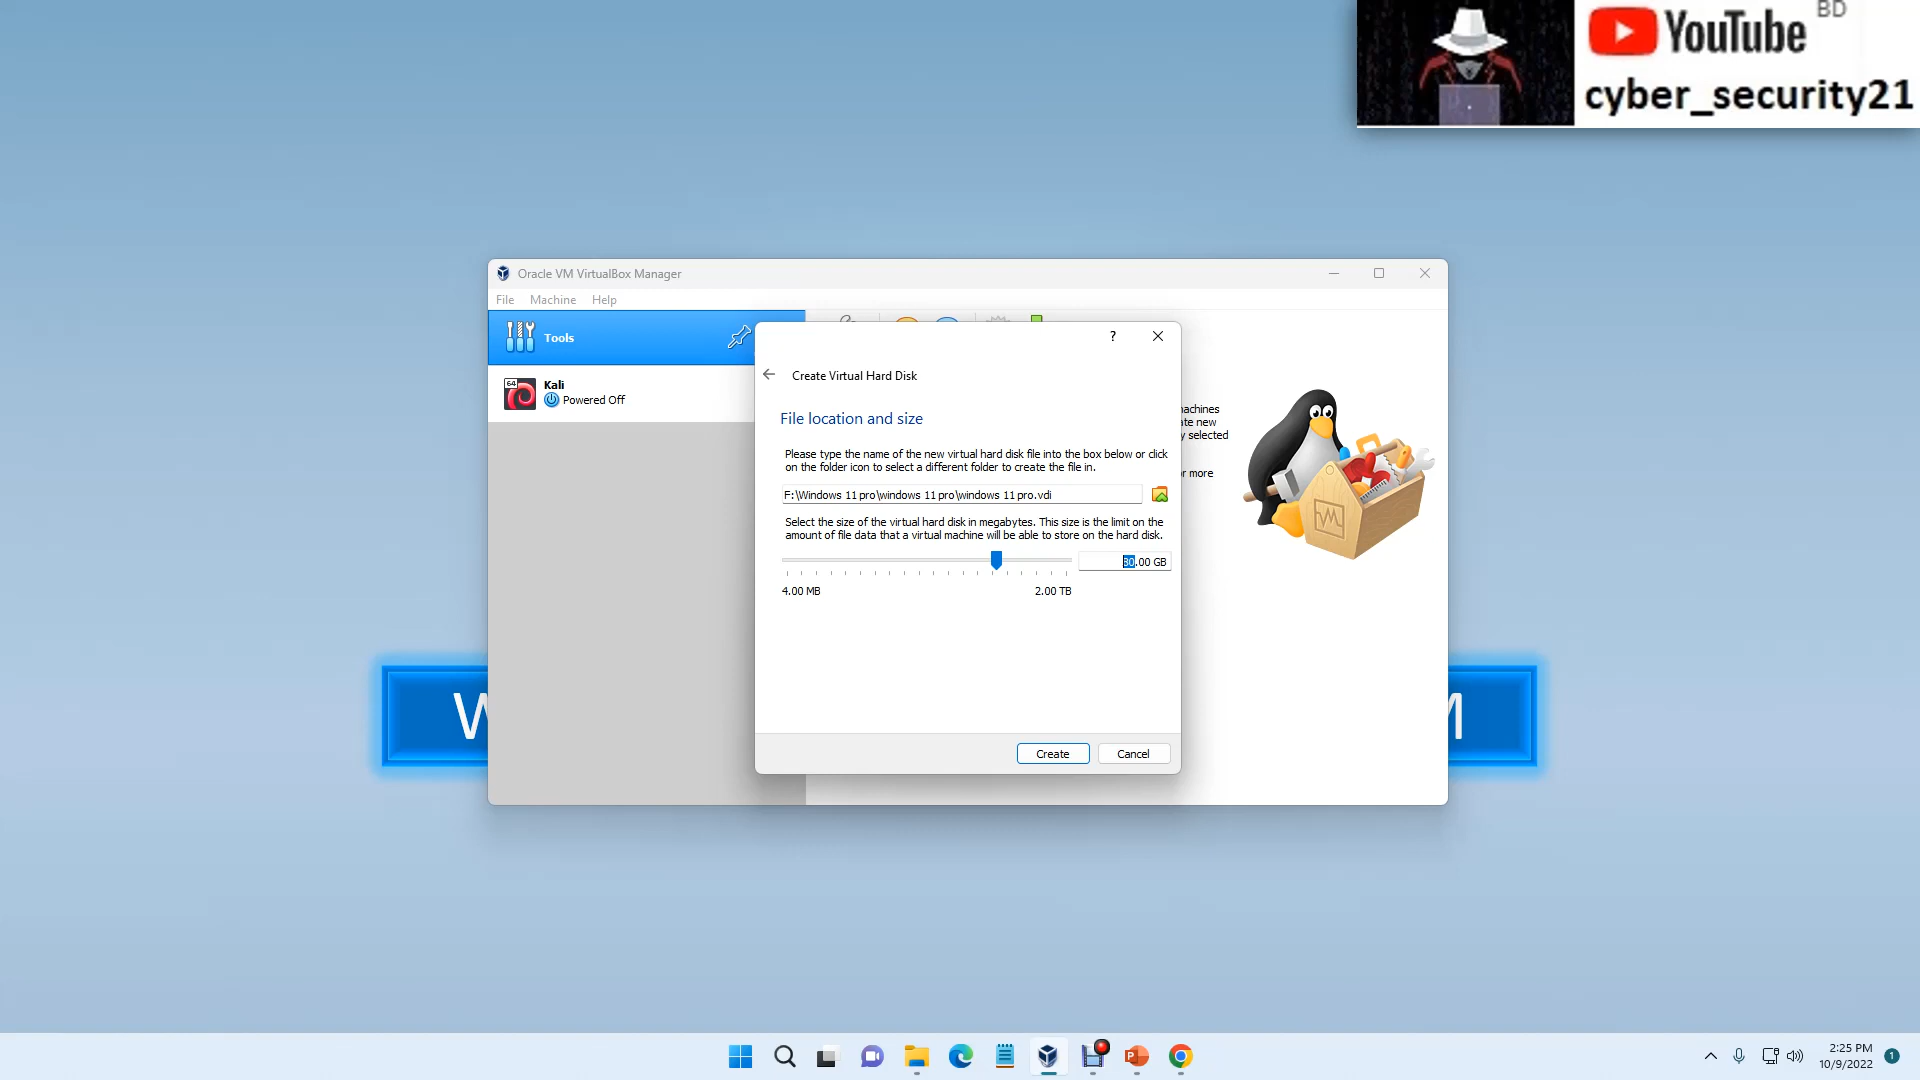 BD
YouTube
cyber_security21
Oracle VM VirtualBox Manager
File Machine Help
Tools
64
Kali
Powered Off
?
Create Virtual Hard Disk
File location and size
Please type the name of the new virtual hard disk file into the box below or click
on the folder icon to select a different folder to create the file in.
F:\Windows 11 pro\windows 11 pro\windows 11 pro.vdi
Select the size of the virtual hard disk in megabytes. This size is the limit on the
amount of file data that a virtual machine will be able to store on the hard disk.
.00 GB
4.00 MB
2.00 TB
Create
Cancel
selected
more
W
2:25 PM
10/9/2022
1